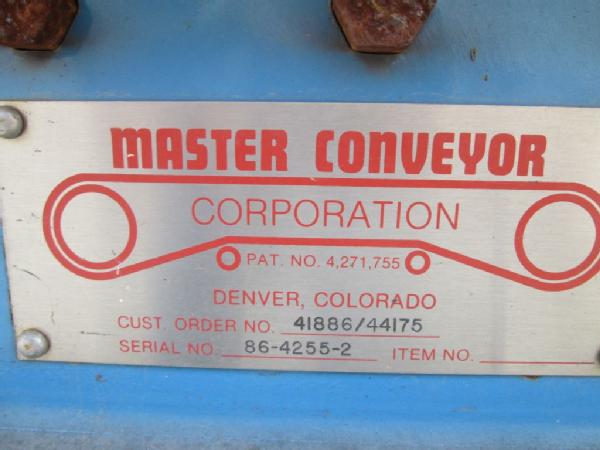 MASTER CONVEYOR
CORPORATION
PAT. NO. 4,271,755
DENVER, COLORADO
CUST. ORDER NO. 41886/44175
SERIAL NO. 86-4255-2 ITEM NO.